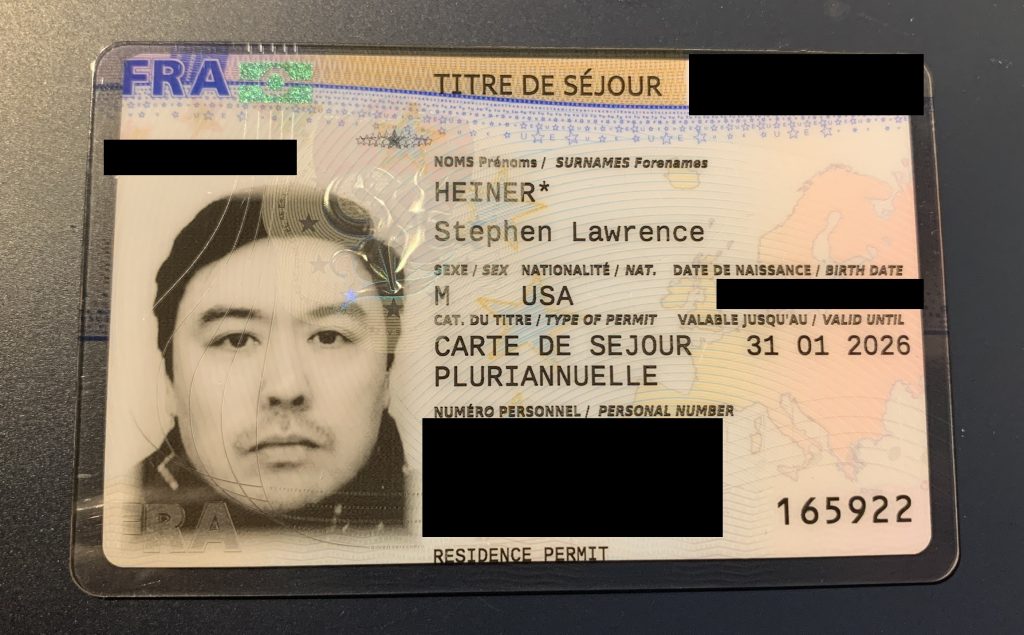 FRA
TITRE DE SÉJOUR
NOMS Prénoms / SURNAMES Forenames
HEINER*
Stephen Lawrence
SEXE / SEX NATIONALITÉ / NAT. DATE DE NAISSANCE / BIRTH DATE
M USA
CAT. DU TITRE / TYPE OF PERMIT VALABLE JUSQU'AU / VALID UNTIL
CARTE DE SEJOUR 31 01 2026
PLURIANNUELLE
NUMÉRO PERSONNEL / PERSONAL NUMBER
165922
FRA
RESIDENCE PERMIT